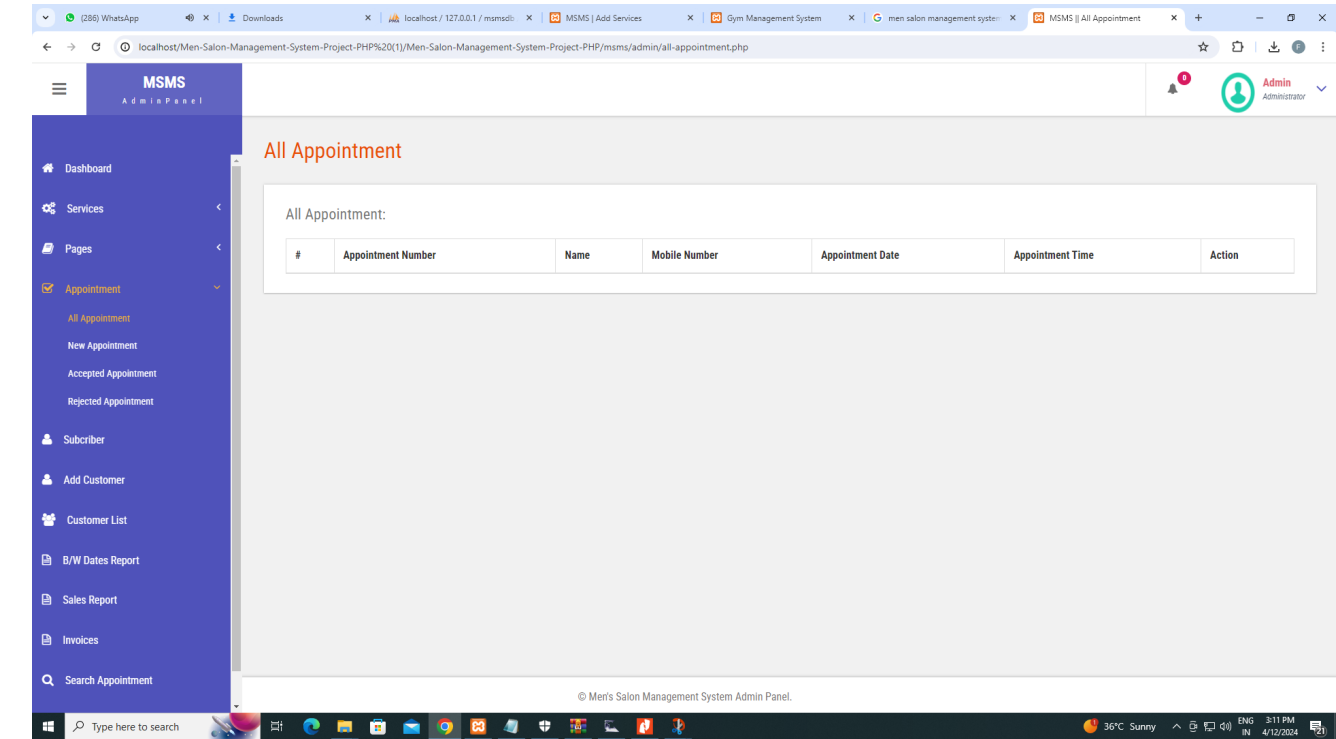 (286) WhatsApp
Downloads
localhost / 127.0.0.1 / msmsdb
MSMS | Add Services
Gym Management System
men salon management system
MSMS || All Appointment
localhost/Men-Salon-Management-System-Project-PHP%20(1)/Men-Salon-Management-System-Project-PHP/msms/admin/all-appointment.php
F
MSMS
AdminPanel
0
Admin
Administrator
Dashboard
Services
Pages
Appointment
All Appointment
New Appointment
Accepted Appointment
Rejected Appointment
Subcriber
Add Customer
Customer List
B/W Dates Report
Sales Report
Invoices
Search Appointment
All Appointment
All Appointment:
# Appointment Number Name Mobile Number Appointment Date Appointment Time Action
© Men's Salon Management System Admin Panel.
Type here to search
36°C Sunny
ENG
IN
3:11 PM
4/12/2024
21